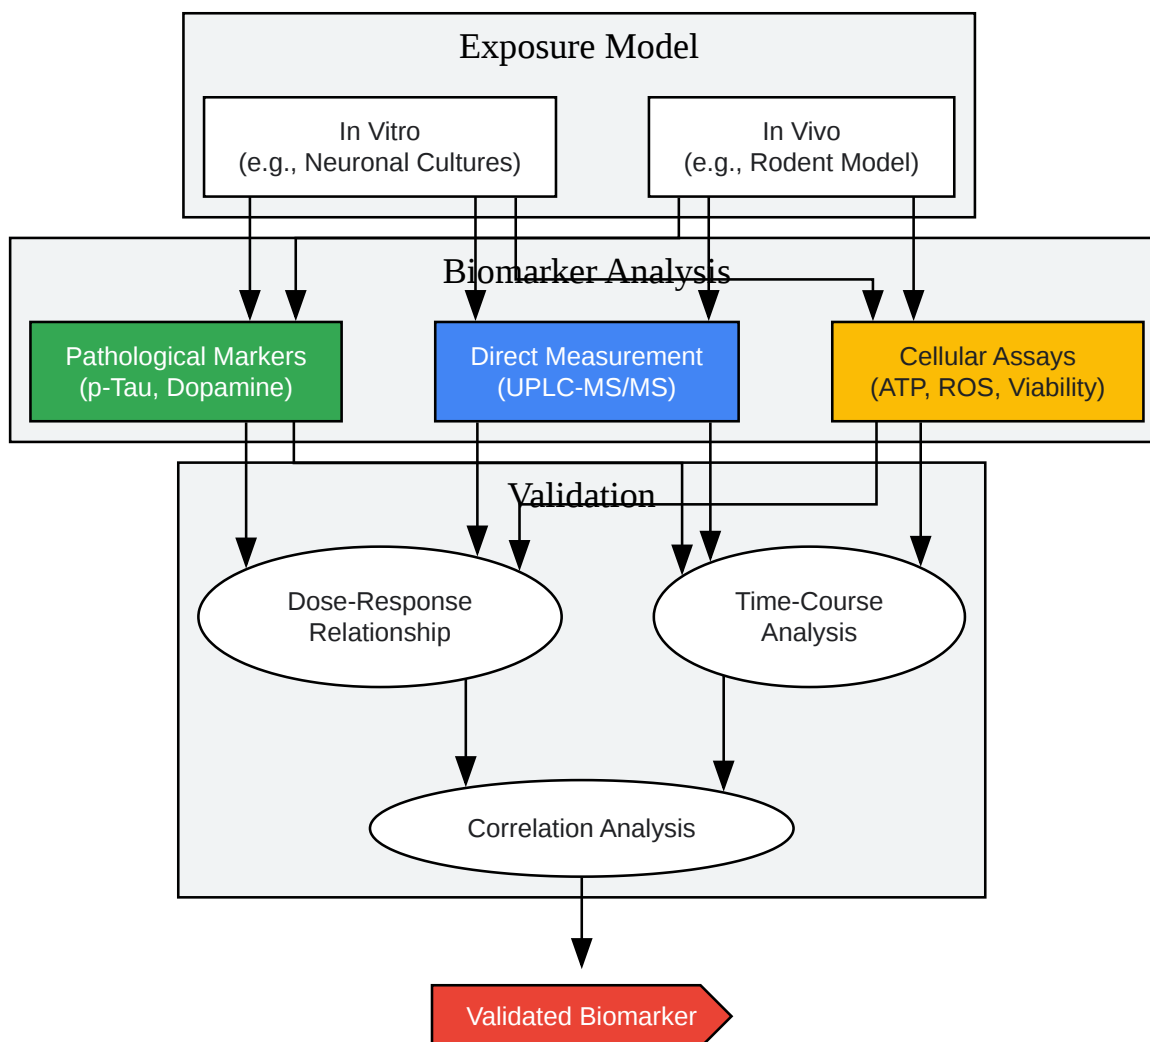 Exposure Model
In Vitro
(e.g., Neuronal Cultures)
In Vivo
(e.g., Rodent Model)
Biomarker Analysis
Pathological Markers
(p-Tau, Dopamine)
Direct Measurement
(UPLC-MS/MS)
Cellular Assays
(ATP, ROS, Viability)
Validation
Dose-Response
Relationship
Time-Course
Analysis
Correlation Analysis
Validated Biomarker